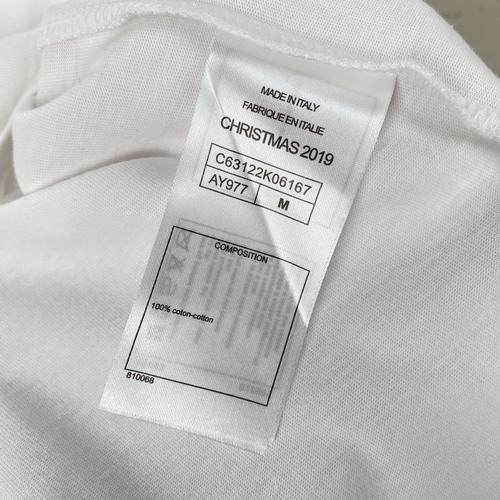 MADE IN ITALY
FABRIQUE EN ITALIE
CHRISTMAS 2019
C63122K06167
AY977 M
COMPOSITION
100% coton-cotton
810068